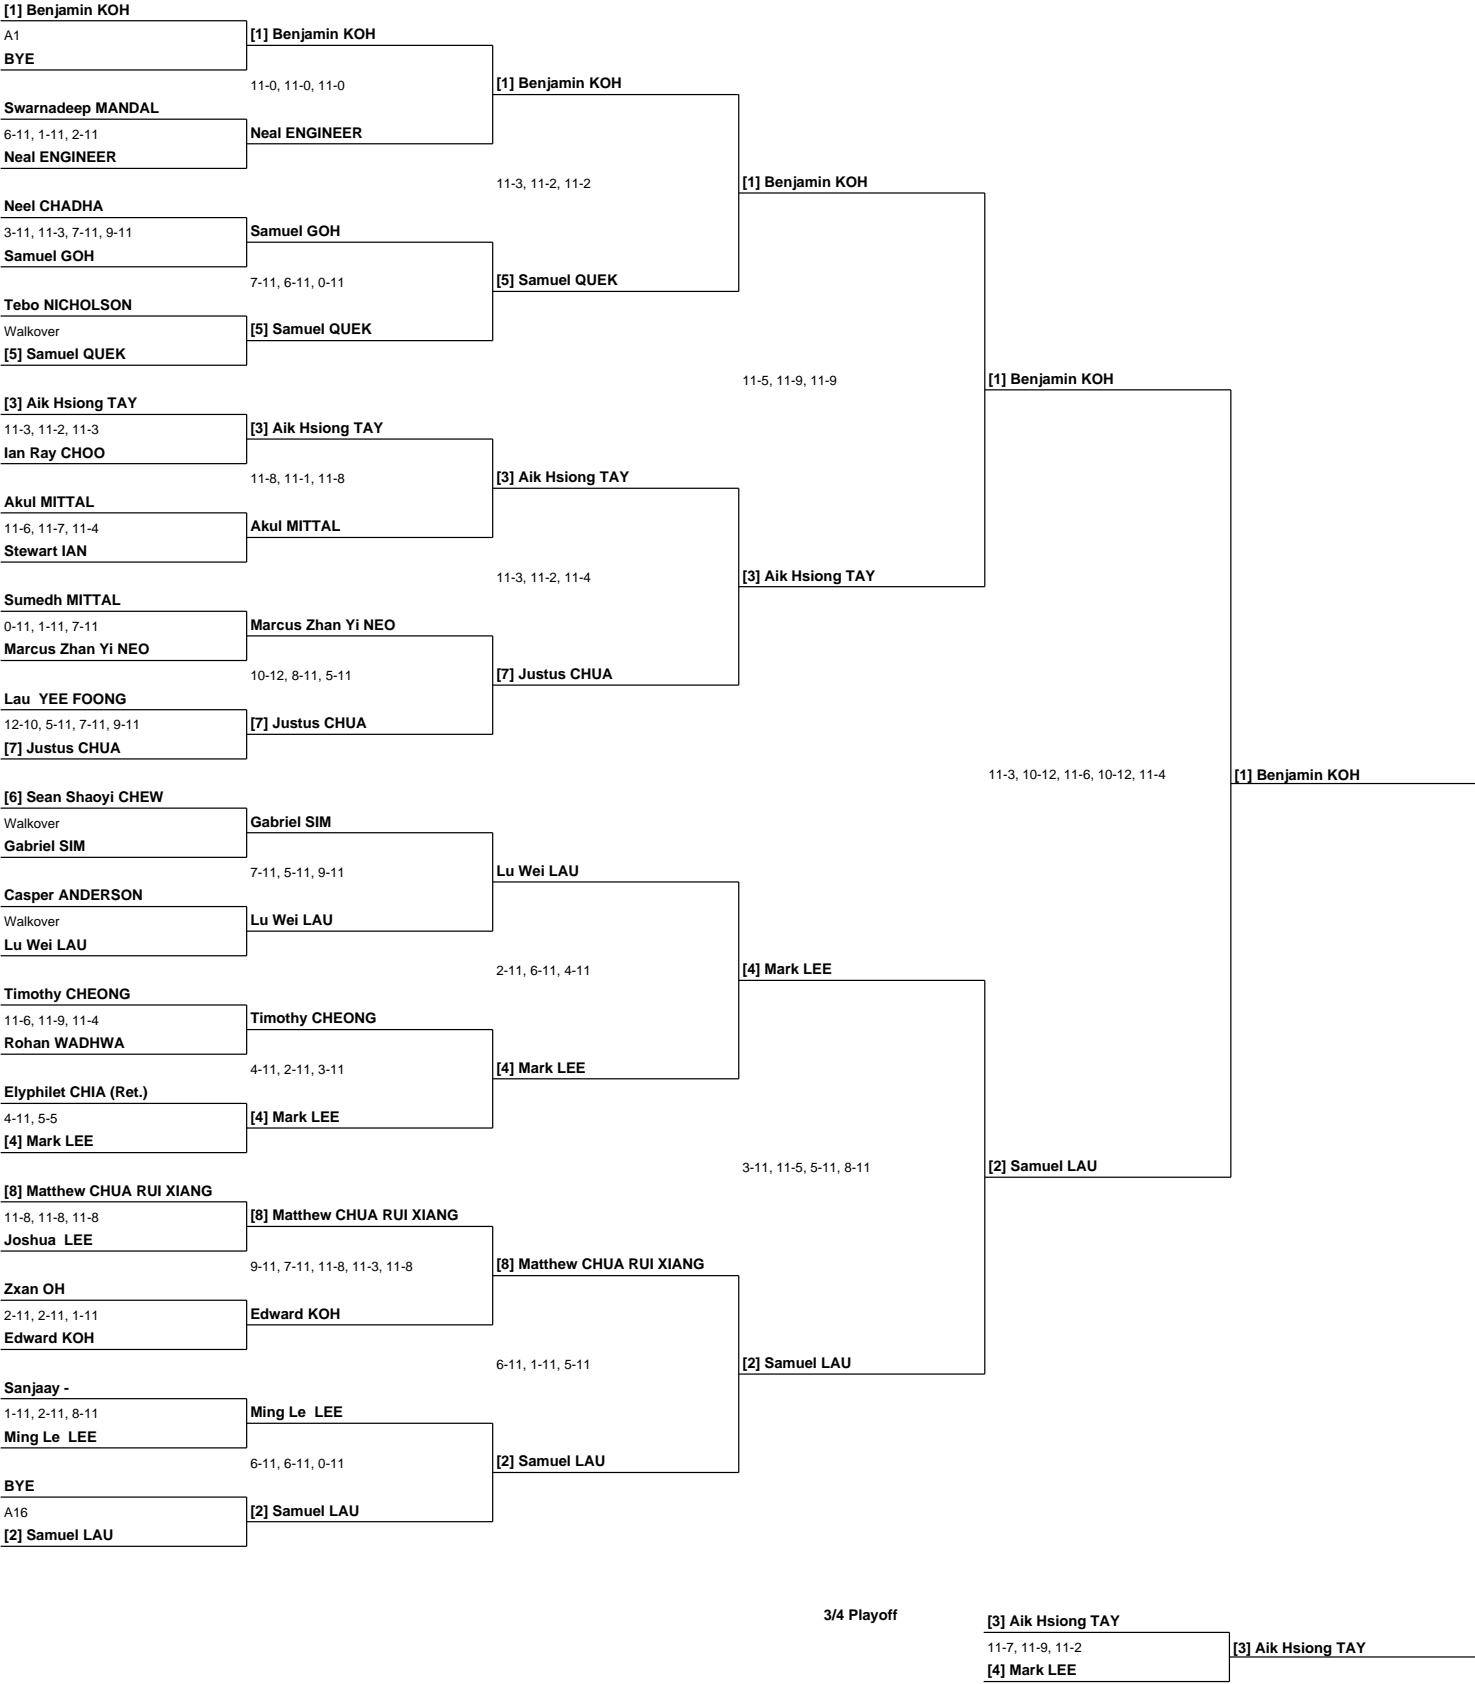 [1] Benjamin KOH
A1
BYE
Swarnadeep MANDAL
6-11, 1-11, 2-11
Neal ENGINEER
Neel CHADHA
3-11, 11-3, 7-11, 9-11
Samuel GOH
Tebo NICHOLSON
Walkover
[5] Samuel QUEK
[3] Aik Hsiong TAY
11-3, 11-2, 11-3
Ian Ray CHOO
Akul MITTAL
11-6, 11-7, 11-4
Stewart IAN
Sumedh MITTAL
0-11, 1-11, 7-11
Marcus Zhan Yi NEO
Lau  YEE FOONG
12-10, 5-11, 7-11, 9-11
[7] Justus CHUA
[6] Sean Shaoyi CHEW
Walkover
Gabriel SIM
Casper ANDERSON
Walkover
Lu Wei LAU
Timothy CHEONG
11-6, 11-9, 11-4
Rohan WADHWA
Elyphilet CHIA (Ret.)
4-11, 5-5
[4] Mark LEE
[8] Matthew CHUA RUI XIANG
11-8, 11-8, 11-8
Joshua  LEE
Zxan OH
2-11, 2-11, 1-11
Edward KOH
Sanjaay -
1-11, 2-11, 8-11
Ming Le  LEE
BYE
A16
[2] Samuel LAU
[1] Benjamin KOH
11-0, 11-0, 11-0
Neal ENGINEER
Samuel GOH
7-11, 6-11, 0-11
[5] Samuel QUEK
[3] Aik Hsiong TAY
11-8, 11-1, 11-8
Akul MITTAL
Marcus Zhan Yi NEO
10-12, 8-11, 5-11
[7] Justus CHUA
Gabriel SIM
7-11, 5-11, 9-11
Lu Wei LAU
Timothy CHEONG
4-11, 2-11, 3-11
[4] Mark LEE
[8] Matthew CHUA RUI XIANG
9-11, 7-11, 11-8, 11-3, 11-8
Edward KOH
Ming Le  LEE
6-11, 6-11, 0-11
[2] Samuel LAU
[1] Benjamin KOH
11-3, 11-2, 11-2
[5] Samuel QUEK
[3] Aik Hsiong TAY
11-3, 11-2, 11-4
[7] Justus CHUA
Lu Wei LAU
2-11, 6-11, 4-11
[4] Mark LEE
[8] Matthew CHUA RUI XIANG
6-11, 1-11, 5-11
[2] Samuel LAU
[1] Benjamin KOH
11-5, 11-9, 11-9
[3] Aik Hsiong TAY
[4] Mark LEE
3-11, 11-5, 5-11, 8-11
[2] Samuel LAU
[1] Benjamin KOH
11-3, 10-12, 11-6, 10-12, 11-4
[2] Samuel LAU
[1] Benjamin KOH
3/4 Playoff
[3] Aik Hsiong TAY
11-7, 11-9, 11-2
[4] Mark LEE
[3] Aik Hsiong TAY